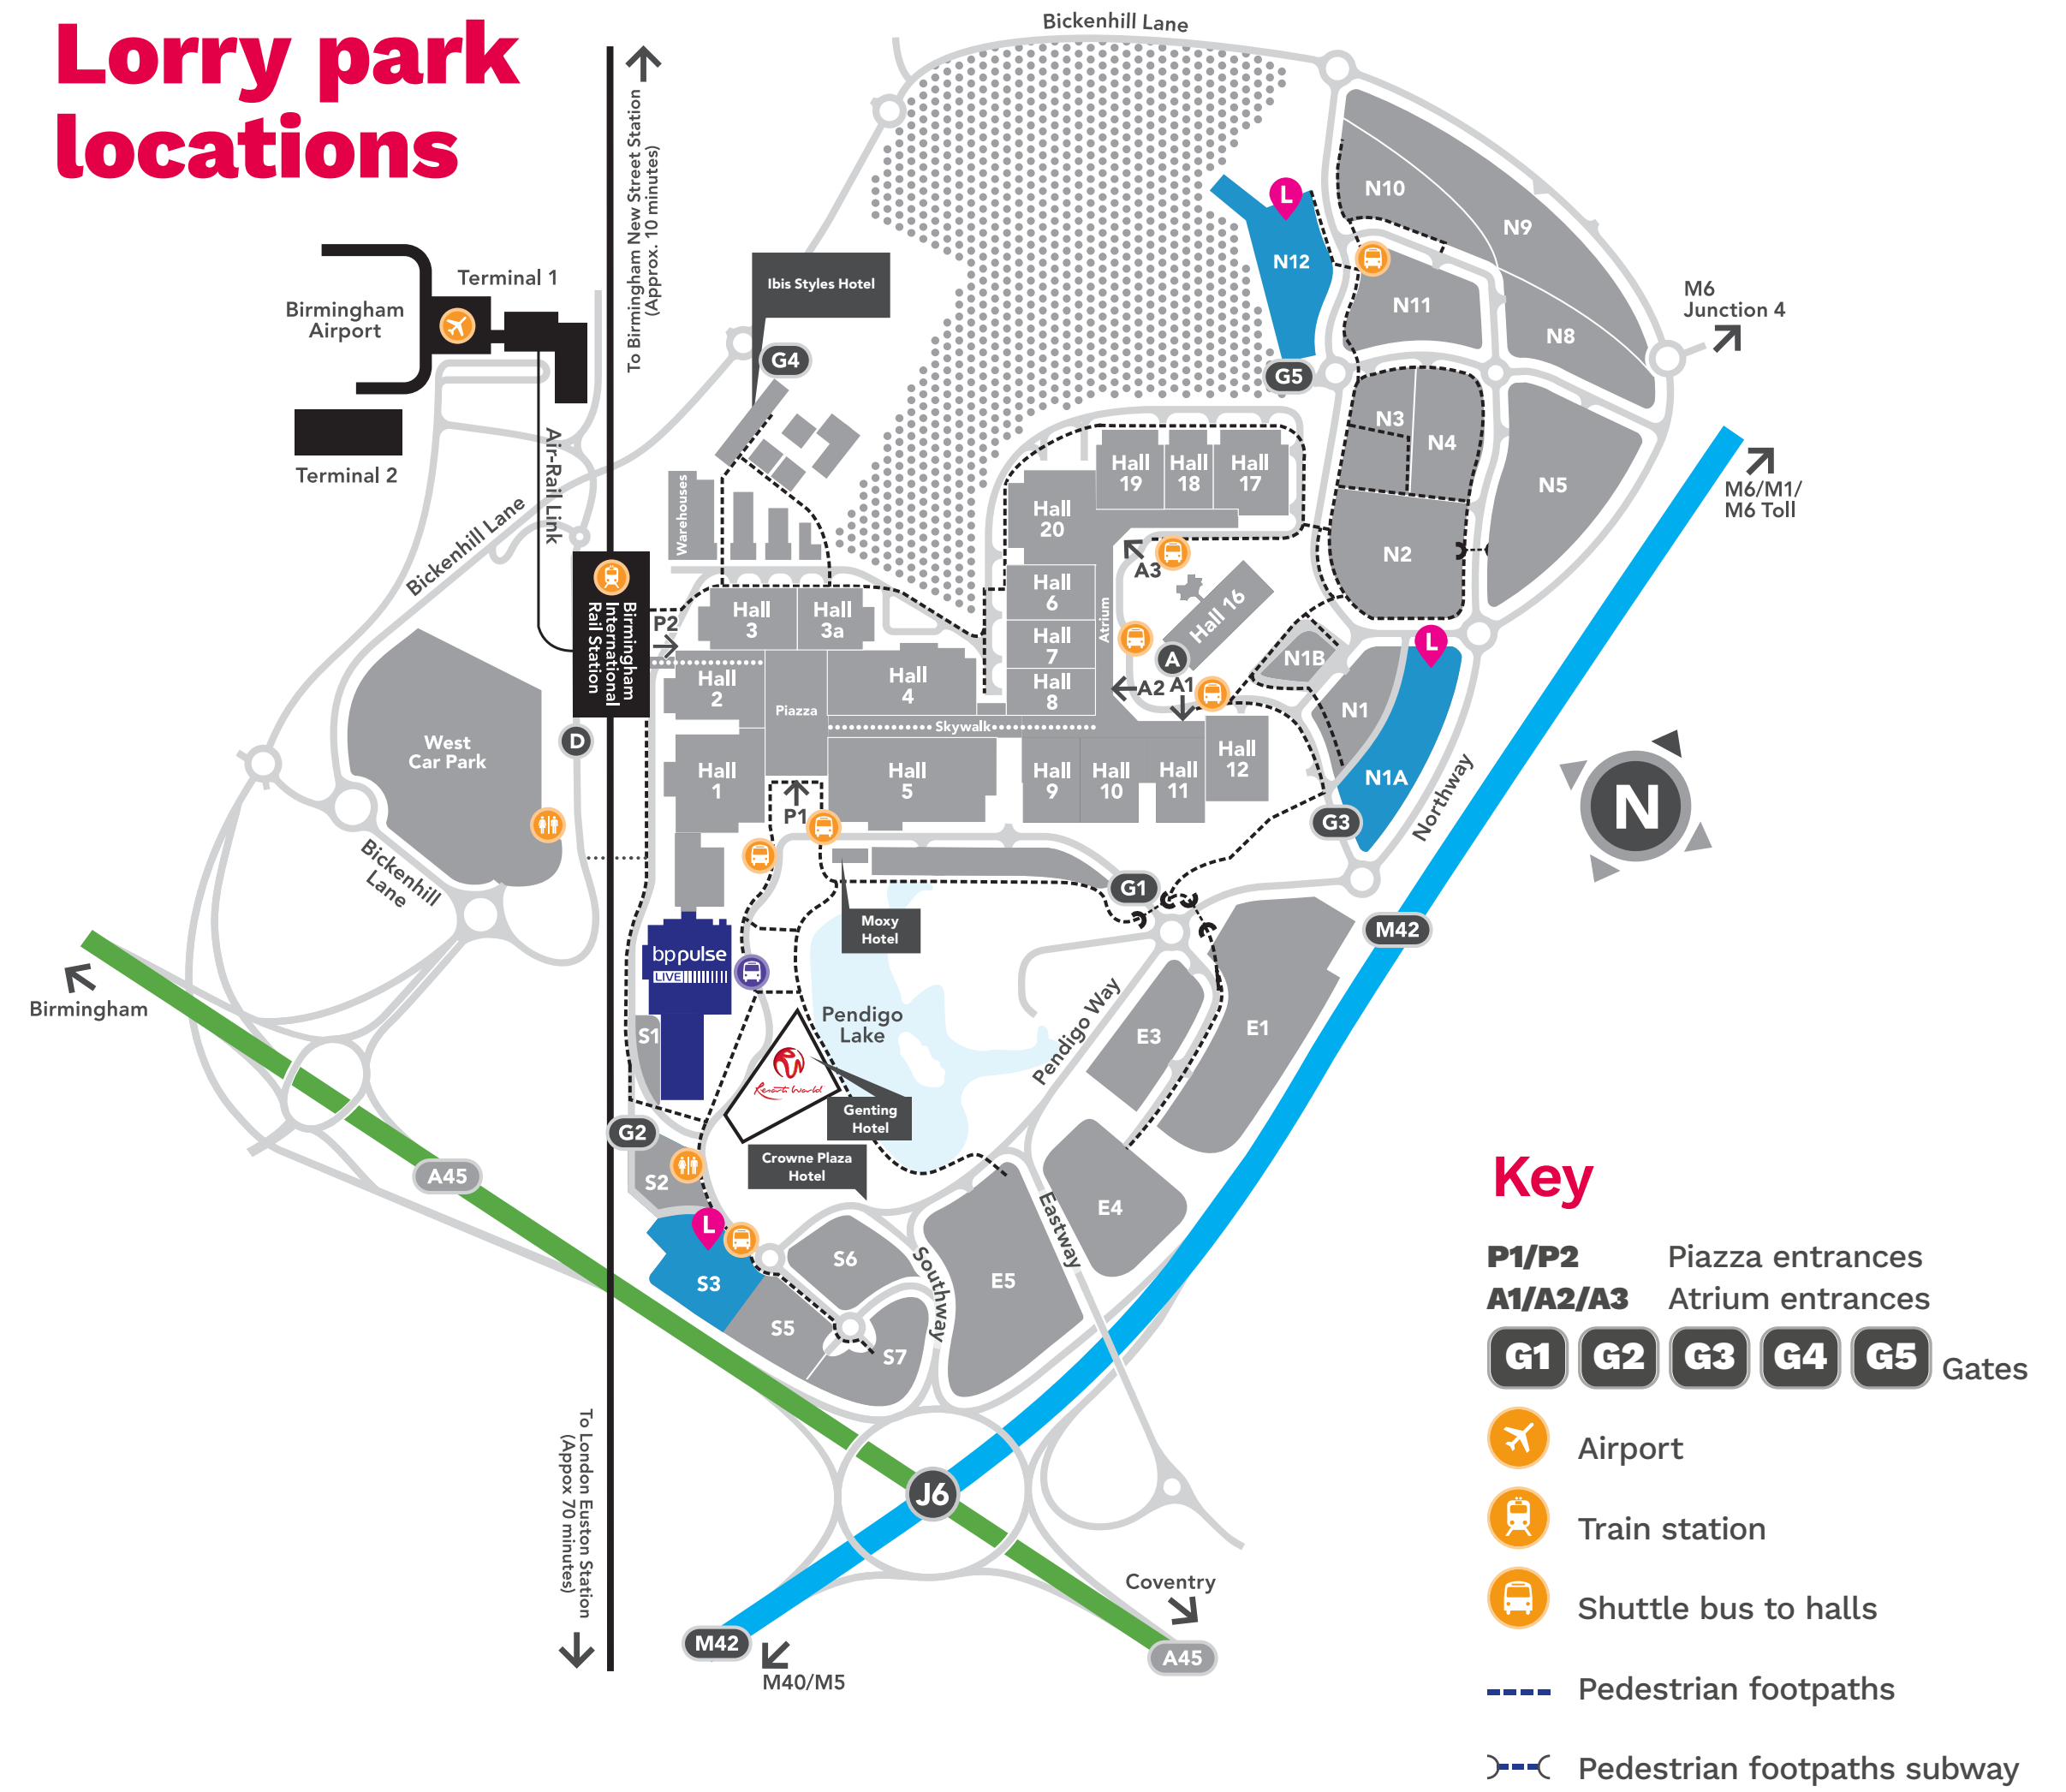 Lorry park
locations
Bickenhill Lane
To Birmingham New Street Station
(Approx. 10 minutes)
L
N10
N9
N12
N11
N8
M6
Junction 4
G5
Ibis Styles Hotel
G4
Terminal 1
Birmingham
Airport
Terminal 2
Air-Rail Link
Bickenhill Lane
Warehouses
Hall
19
Hall
18
Hall
17
Hall
20
N3
N4
N5
N2
M6/M1/
M6 Toll
A3
Hall
6
Hall 16
Atrium
Birmingham
International
Rail Station
P2
Hall
3
Hall
3a
Hall
7
A
L
N1B
Hall
2
Hall
4
Hall
8
A2
A1
Piazza
Skywalk
N1
D
West
Car Park
Hall
1
Hall
5
Hall
9
Hall
10
Hall
11
Hall
12
N1A
Northway
N
P1
G3
Bickenhill
Lane
G1
Moxy
Hotel
M42
bp pulse
LIVE
Birmingham
Pendigo
Lake
Pendigo Way
E3
E1
S1
Resorts World
Genting
Hotel
G2
Crowne Plaza
Hotel
A45
S2
L
S3
S6
Southway
E5
Eastway
E4
S5
S7
To London Euston Station
(Appox 70 minutes)
J6
Coventry
M42
M40/M5
A45
Key
P1/P2 Piazza entrances
A1/A2/A3 Atrium entrances
G1 G2 G3 G4 G5 Gates
Airport
Train station
Shuttle bus to halls
Pedestrian footpaths
Pedestrian footpaths subway